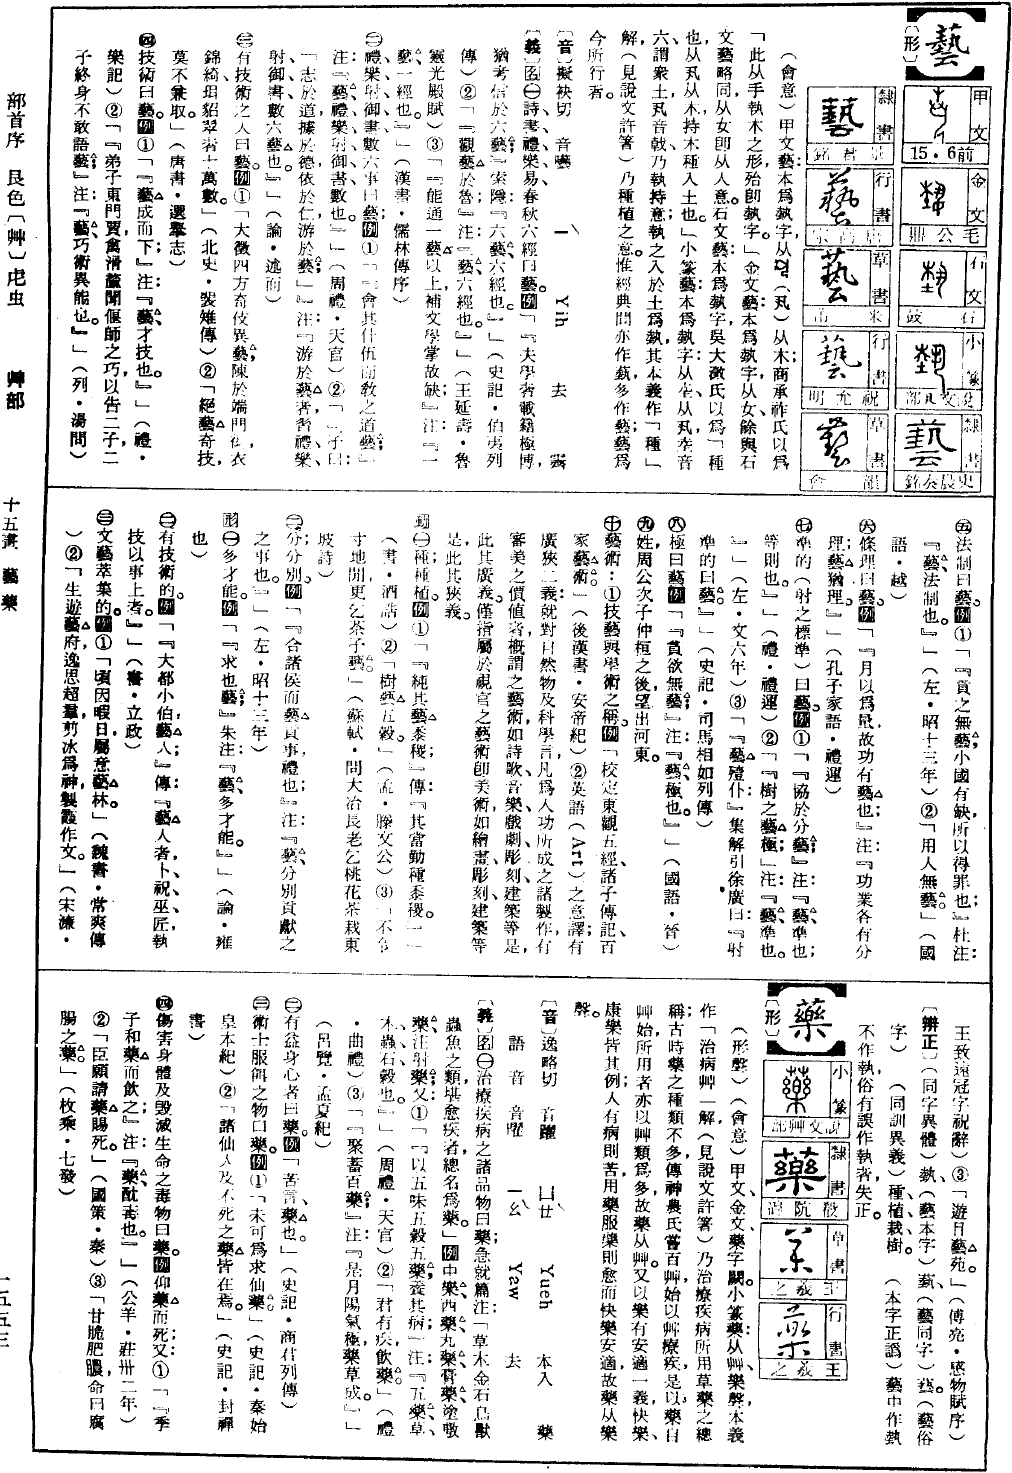 藝
〔形〕
甲文 前6．15
金文 毛公鼎
石文 石鼓
小篆 說文丮部
隸書 史晨奏銘
隸書
行書
草書 米芾
行書 祝允明
草書 韻會
（會意）甲文藝本爲埶字，从（丮）从木，商承祚氏以爲
「此从手執木之形殆卽埶字。」金文藝本爲埶字，从女，餘與石
文藝略同，从女卽从人意。石文藝本爲埶字，吳大澂氏以爲「種
也，从丮从木，持木種入土也。」小篆藝本爲埶字：从坴、从丮，坴音
六，謂衆土，丮音戟，乃執持意；執之入於土爲埶，其本義作「種」
解（見說文許箸）乃種植之意。惟經典間亦作蓺，多作藝；藝爲
今所行者。
〔音〕擬袂切 音囈 ㄧˋ Yih 去 霽
〔義〕名㊀詩書禮樂易春秋六經曰藝。例「『夫學者載籍極博，
猶考信於六藝』索隱：『六藝六經也。』」（史記．伯夷列
傳）②「『觀藝於魯』注：『藝，六經也。』」（王延壽．魯
靈光殿賦）③「『能通一藝以上補文學掌故缺』注：『一
藝，一經也。』」（漢書．儒林傳序）
㊁禮、樂、射、御、書、數六事曰藝。例①「『會其什伍而敎之道藝』
注：『藝，禮樂射御書數也。』」（周禮．天官）②「『子曰：
「志於道，據於德，依於仁，游於藝」』注：『游於藝者，習禮、樂、
射、御、書、數六藝也。』」（論．述而）
㊂有技術之人曰藝。例①「大徵四方奇伎異藝，陳於端門街，衣
錦綺、珥貂翠者十萬數。」（北史．裴矩傳）②「絕藝奇技，
莫不兼取。」（唐書．選舉志）
㊃技術曰藝。例①「『藝成而下』注：『藝，才技也。』」（禮．
樂記）②「『弟子東門賈、禽滑釐，聞偃師之巧以告二子，二
子終身不敢語藝』注：『藝，巧術異能也。』」（列．湯問）
㊄法制曰藝。例①「『貢之無藝，小國有缺，所以得罪也』杜注：
『藝，法制也。』」（左．昭十三年）②「用人無藝。」（國
語．越）
㊅條理曰藝。例「『月以爲量，故功有藝也』注：『功業各有分
理，藝猶理。』」（孔子家語．禮運）
㊆準的（射之標準）曰藝。例①「『協於分藝』注：『藝準也；
等則也。』」（禮．禮運）②「『樹之藝極』注：『藝準也。
』」（左．文六年）③「『藝殪仆』集解引徐廣曰：『射
準的曰藝。』」（史記．司馬相如列傳）
㊇極曰藝。例「『貪欲無藝』注：『藝，極也。』」（國語．晉）
㊈姓，周公次子仲桓之後，望出河東。
㊉藝術：①技藝與學術之稱。例「校定東觀五經、諸子傳記、百
家藝術。」（後漢書．安帝紀）②英語（Art）之意譯，有
廣狹二義，就對自然物及科學言，凡爲人功所成之諸製作，有
審美之價值者，概謂之藝術，如詩歌、音樂、戲劇、彫刻、建築等是，
此其廣義。僅指屬於視官之藝術，卽美術，如繪畫、彫刻、建築等
是，此其狹義。
動㊀種；種植。例①「『純其藝黍稷』傳：『其當勤種黍稷。』」
（書．酒誥）②「樹藝五穀。」（孟．滕文公）③「不令
寸地閒，更乞茶子藝。」（蘇軾．問大冶長老乞桃花茶栽東
坡詩）
㊁分；分別。例「『合諸侯而藝貢事，禮也』注：『藝，分別貢獻之
之事也。』」（左．昭十三年）
形㊀多才能。例「『求也藝』朱注：『藝，多才能。』」（論．雍
也）
㊁有技術的。例「『大都小伯藝人』傳：『藝人者，卜、祝、巫、匠，執
技以事上者。』」（書．立政）
㊂文藝萃集的。例①「頃因暇日，屬意藝林。」（魏書．常爽傳
）②「生遊藝府，逸思超羣，剪冰爲神，製叢作文。」（宋濂．
王致遠冠字祝辭）③「遊目藝苑。」（傅亮．感物賦序）
〔辨正〕（同字異體）埶（藝本字）蓺（藝同字）兿（藝俗
字）　（同訓異義）種、植、栽、樹。　（本字正譌）藝中作埶
不作執，俗有誤作執者，失正。
藥
〔形〕
小篆 說文艸部
隸書
草書 王羲之
行書 王羲之
（形聲）（會意）甲文、金文藥字闕。小篆藥：从艸，樂聲，本義
作「治病艸」解（見說文許箸）乃治療疾病所用草藥之總
稱；古時藥之種類不多，傳神農氏嘗百艸始以艸療疾，是以藥自
艸始，所用者亦以艸類爲多，故藥从艸。又以樂有安適一義，快樂、
康樂皆其例；人有病則苦，用藥服藥則愈而快樂安適，故藥从樂
聲。
〔音〕逸略切 音躍 ㄩㄝˋ Yueh 本入 藥
語音 音曜 ㄧㄠˋ Yaw 去
〔義〕名㊀治療疾病之諸品物曰藥。急就篇注：「草木、金石、鳥獸、
蟲魚之類，堪愈疾者，總名爲藥。」例中藥、西藥、丸藥、膏藥、塗敷
藥、注射藥。又①「『以五味、五穀、五藥養其病』注：『五藥，草、
木、蟲、石、穀也。』」（周禮．天官）②「君有疾，飲藥。」（禮
．曲禮）③「『聚蓄百藥』注：『是月陽氣極，藥草成。』」
（呂覽．孟夏紀）
㊁有益身心者曰藥。例「苦言，藥也。」（史記．商君列傳）
㊂術士服餌之物曰藥。例①「未可爲求仙藥。」（史記．秦始
皇本紀）②「諸仙人及不死之藥皆在焉。」（史記．封禪
書）
㊃傷害身體及毀滅生命之毒物曰藥。例仰藥而死；又①「『季
子和藥而飲之』注：『藥，酖毒也。』」（公羊．莊卅二年）
②「臣願請藥賜死。」（國策．秦）③「甘脆肥膿，命曰腐
腸之藥。」（枚乘．七發）
部首序　艮色〔艸〕虍虫　　艸部　　十五畫　藝藥　　一五五三